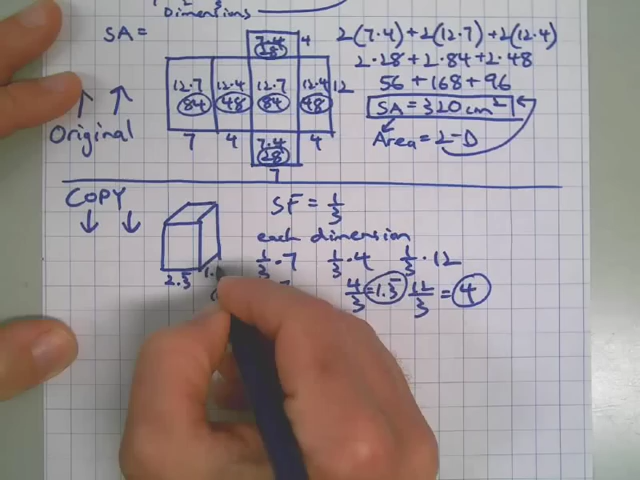 Dimensions
SA =
7.4 4
28
12.7 12.4 12.7 12.4 12
84 48 84 48
7 4 7.4 4
28
7
2(7.4)+2(12.7)+2(12.4)
2.28+2.84+2.48
56+168+96
SA = 320 cm²
Area = 2-D
Original
COPY
SF = 1/3
each dimension
1/3 · 7 1/3 · 4 1/3 · 12
4/3 = 1.3 12/3 = 4
2.3 1.